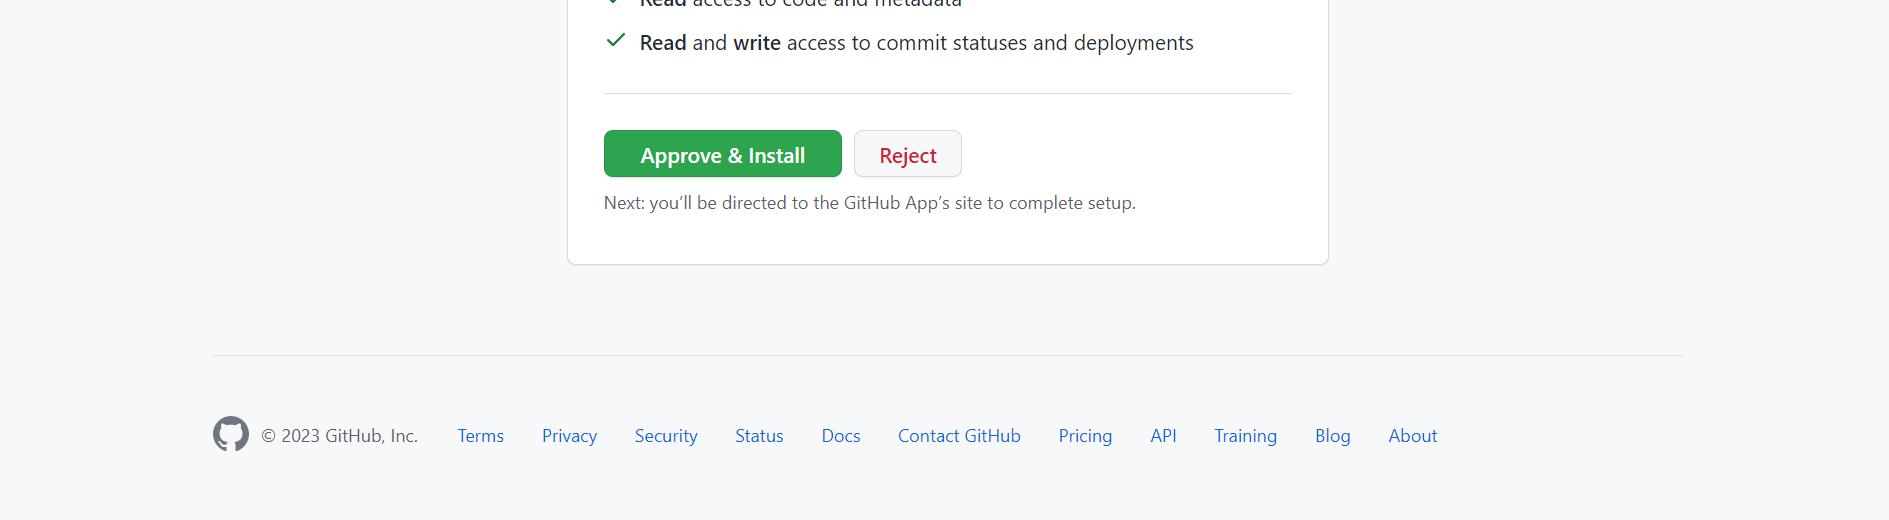 Read access to code and metadata
Read and write access to commit statuses and deployments
Approve & Install
Reject
Next: you’ll be directed to the GitHub App’s site to complete setup.
© 2023 GitHub, Inc. Terms Privacy Security Status Docs Contact GitHub Pricing API Training Blog About